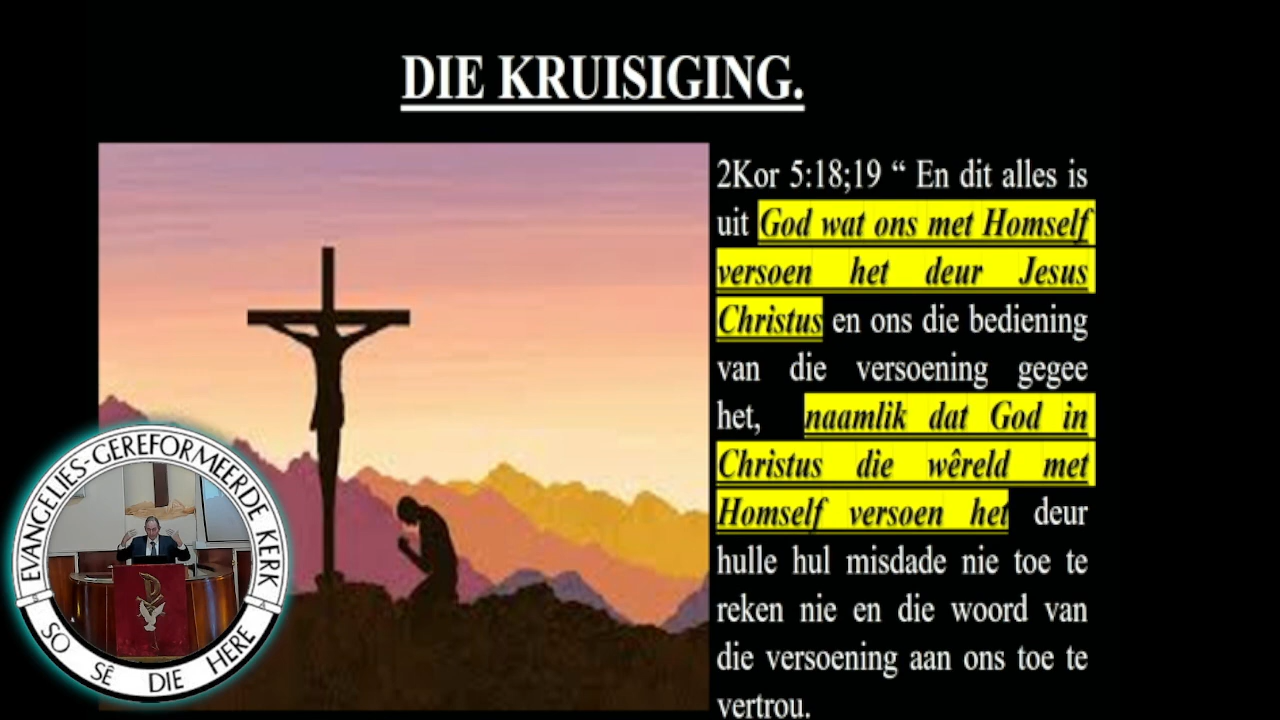 DIE KRUISIGING.
2Kor 5:18;19 “ En dit alles is
uit God wat ons met Homself
versoen het deur Jesus
Christus en ons die bediening
van die versoening gegee
het, naamlik dat God in
Christus die wêreld met
Homself versoen het deur
hulle hul misdade nie toe te
reken nie en die woord van
die versoening aan ons toe te
vertrou.
EVANGELIES-GEREFORMEERDE KERK
SO SÊ DIE HERE